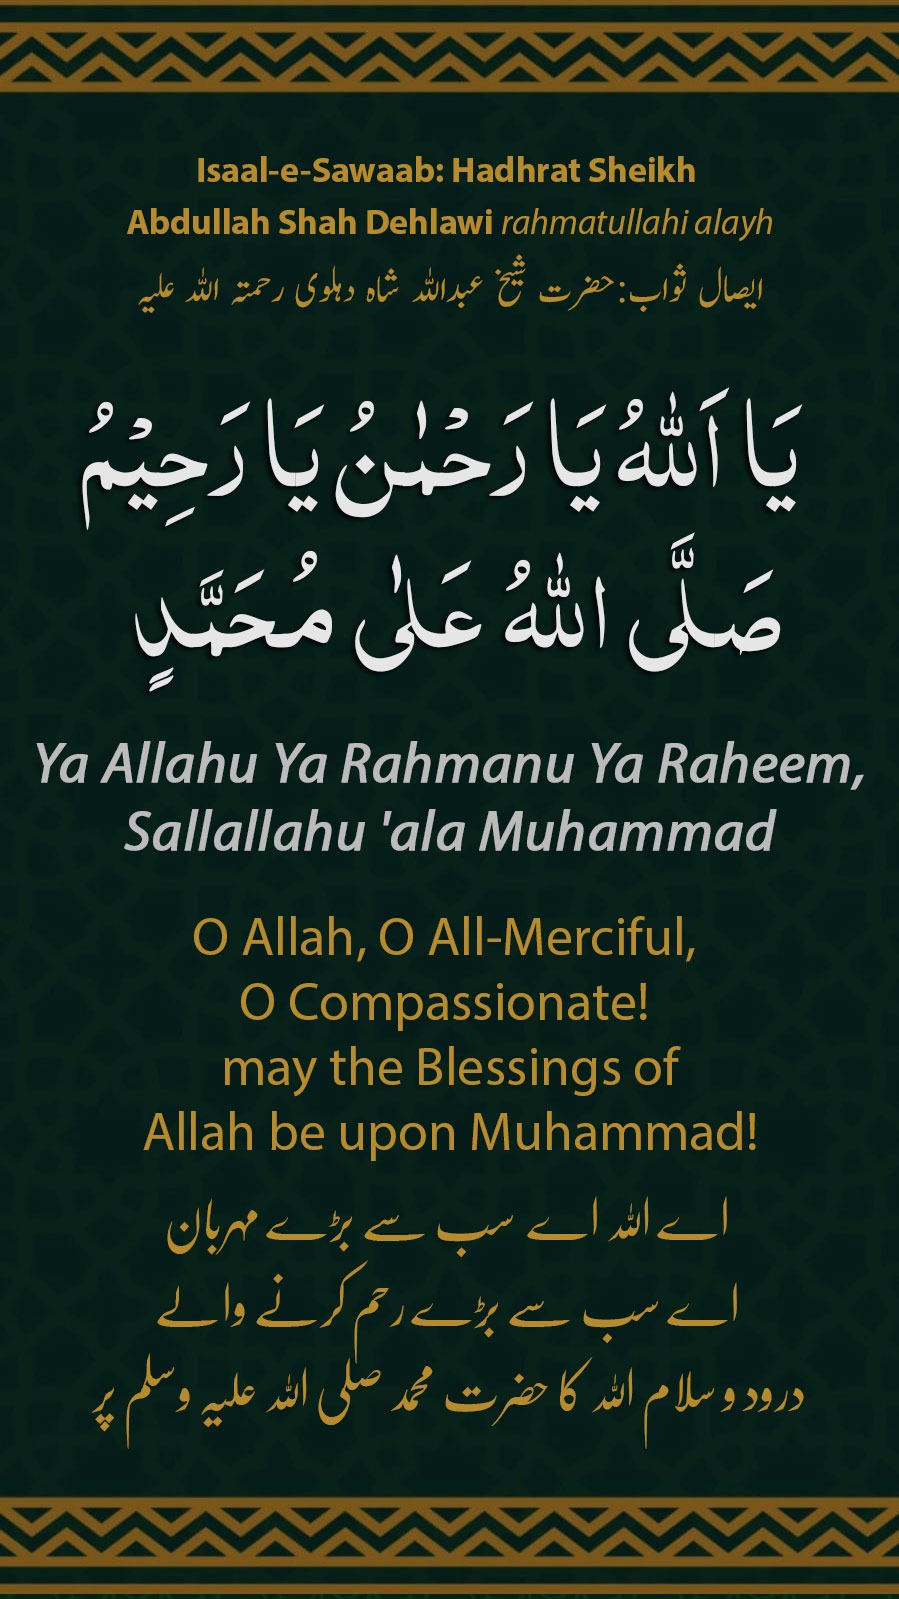 Isaal-e-Sawaab: Hadhrat Sheikh
Abdullah Shah Dehlawi rahmatullahi alayh
ایصال ثواب: حضرت شیخ عبداللہ شاہ دہلوی رحمتہ اللہ علیہ
يَا اَللّٰهُ يَا رَحْمٰنُ يَا رَحِيْمُ
صَلَّى اللّٰهُ عَلٰى مُحَمَّدٍ
Ya Allahu Ya Rahmanu Ya Raheem,
Sallallahu 'ala Muhammad
O Allah, O All-Merciful,
O Compassionate!
may the Blessings of
Allah be upon Muhammad!
اے اللہ اے سب سے بڑے مہربان
اے سب سے بڑے رحم کرنے والے
درود و سلام اللہ کا حضرت محمد صلی اللہ علیہ وسلم پر